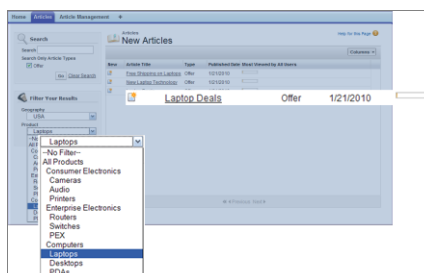 Home Articles Article Management +
Search
Search
Search Only Article Types
Offer
Go Clear Search
Filter Your Results
Geography
USA
Product
Laptops
Articles
New Articles
Help for this Page
Columns
New Article Title Type Published Date Most Viewed by All Users
Free Shipping on Laptops Offer 1/21/2010
New Laptop Technology Offer 1/21/2010
Laptop Deals Offer 1/21/2010
Laptops
--No Filter--
All Products
Consumer Electronics
Cameras
Audio
Printers
Enterprise Electronics
Routers
Switches
PEX
Computers
Laptops
Desktops
PDAs